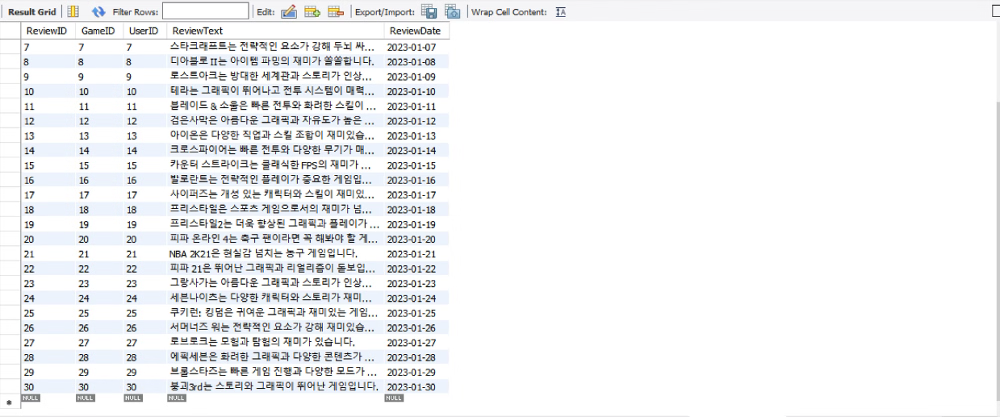 Result Grid Filter Rows: Edit: Export/Import: Wrap Cell Content: IA
ReviewID GameID UserID ReviewText ReviewDate
7 7 7 스타크래프트는 전략적인 요소가 강해 두뇌 싸... 2023-01-07
8 8 8 디아블로 II는 아이템 파밍의 재미가 쏠쏠합니다. 2023-01-08
9 9 9 로스트아크는 방대한 세계관과 스토리가 인상... 2023-01-09
10 10 10 테라는 그래픽이 뛰어나고 전투 시스템이 매력... 2023-01-10
11 11 11 블레이드 & 소울은 빠른 전투와 화려한 스킬이 ... 2023-01-11
12 12 12 검은사막은 아름다운 그래픽과 자유도가 높은 ... 2023-01-12
13 13 13 아이온은 다양한 직업과 스킬 조합이 재미있습... 2023-01-13
14 14 14 크로스파이어는 빠른 전투와 다양한 무기가 매... 2023-01-14
15 15 15 카운터 스트라이크는 클래식한 FPS의 재미가 ... 2023-01-15
16 16 16 발로란트는 전략적인 플레이가 중요한 게임입... 2023-01-16
17 17 17 사이퍼즈는 개성 있는 캐릭터와 스킬이 재미있... 2023-01-17
18 18 18 프리스타일은 스포츠 게임으로서의 재미가 넘... 2023-01-18
19 19 19 프리스타일2는 더욱 향상된 그래픽과 플레이가 ... 2023-01-19
20 20 20 피파 온라인 4는 축구 팬이라면 꼭 해봐야 할 게... 2023-01-20
21 21 21 NBA 2K21은 현실감 넘치는 농구 게임입니다. 2023-01-21
22 22 22 피파 21은 뛰어난 그래픽과 리얼리즘이 돋보입... 2023-01-22
23 23 23 그랑사가는 아름다운 그래픽과 스토리가 인상... 2023-01-23
24 24 24 세븐나이츠는 다양한 캐릭터와 스토리가 재미... 2023-01-24
25 25 25 쿠키런: 킹덤은 귀여운 그래픽과 재미있는 게임... 2023-01-25
26 26 26 서머너즈 워는 전략적인 요소가 강해 재미있습... 2023-01-26
27 27 27 로브로크는 모험과 탐험의 재미가 있습니다. 2023-01-27
28 28 28 에픽세븐은 화려한 그래픽과 다양한 콘텐츠가 ... 2023-01-28
29 29 29 브롤스타즈는 빠른 게임 진행과 다양한 모드가 ... 2023-01-29
30 30 30 붕괴3rd는 스토리와 그래픽이 뛰어난 게임입니다. 2023-01-30
NULL NULL NULL NULL NULL